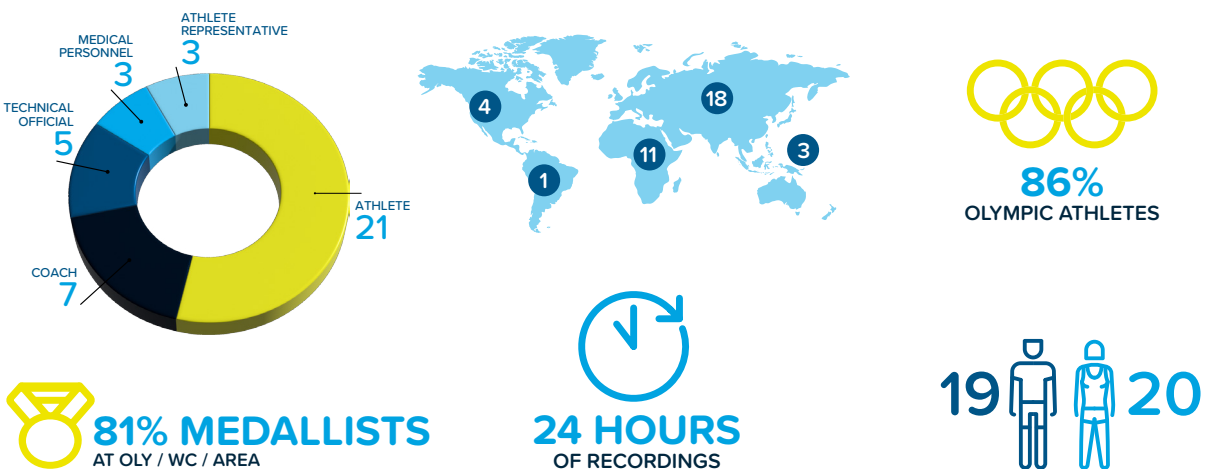 ATHLETE
REPRESENTATIVE
3
MEDICAL
PERSONNEL
3
TECHNICAL
OFFICIAL
5
ATHLETE
21
COACH
7
4
18
11
3
1
86%
OLYMPIC ATHLETES
81% MEDALLISTS
AT OLY / WC / AREA
24 HOURS
OF RECORDINGS
19
20